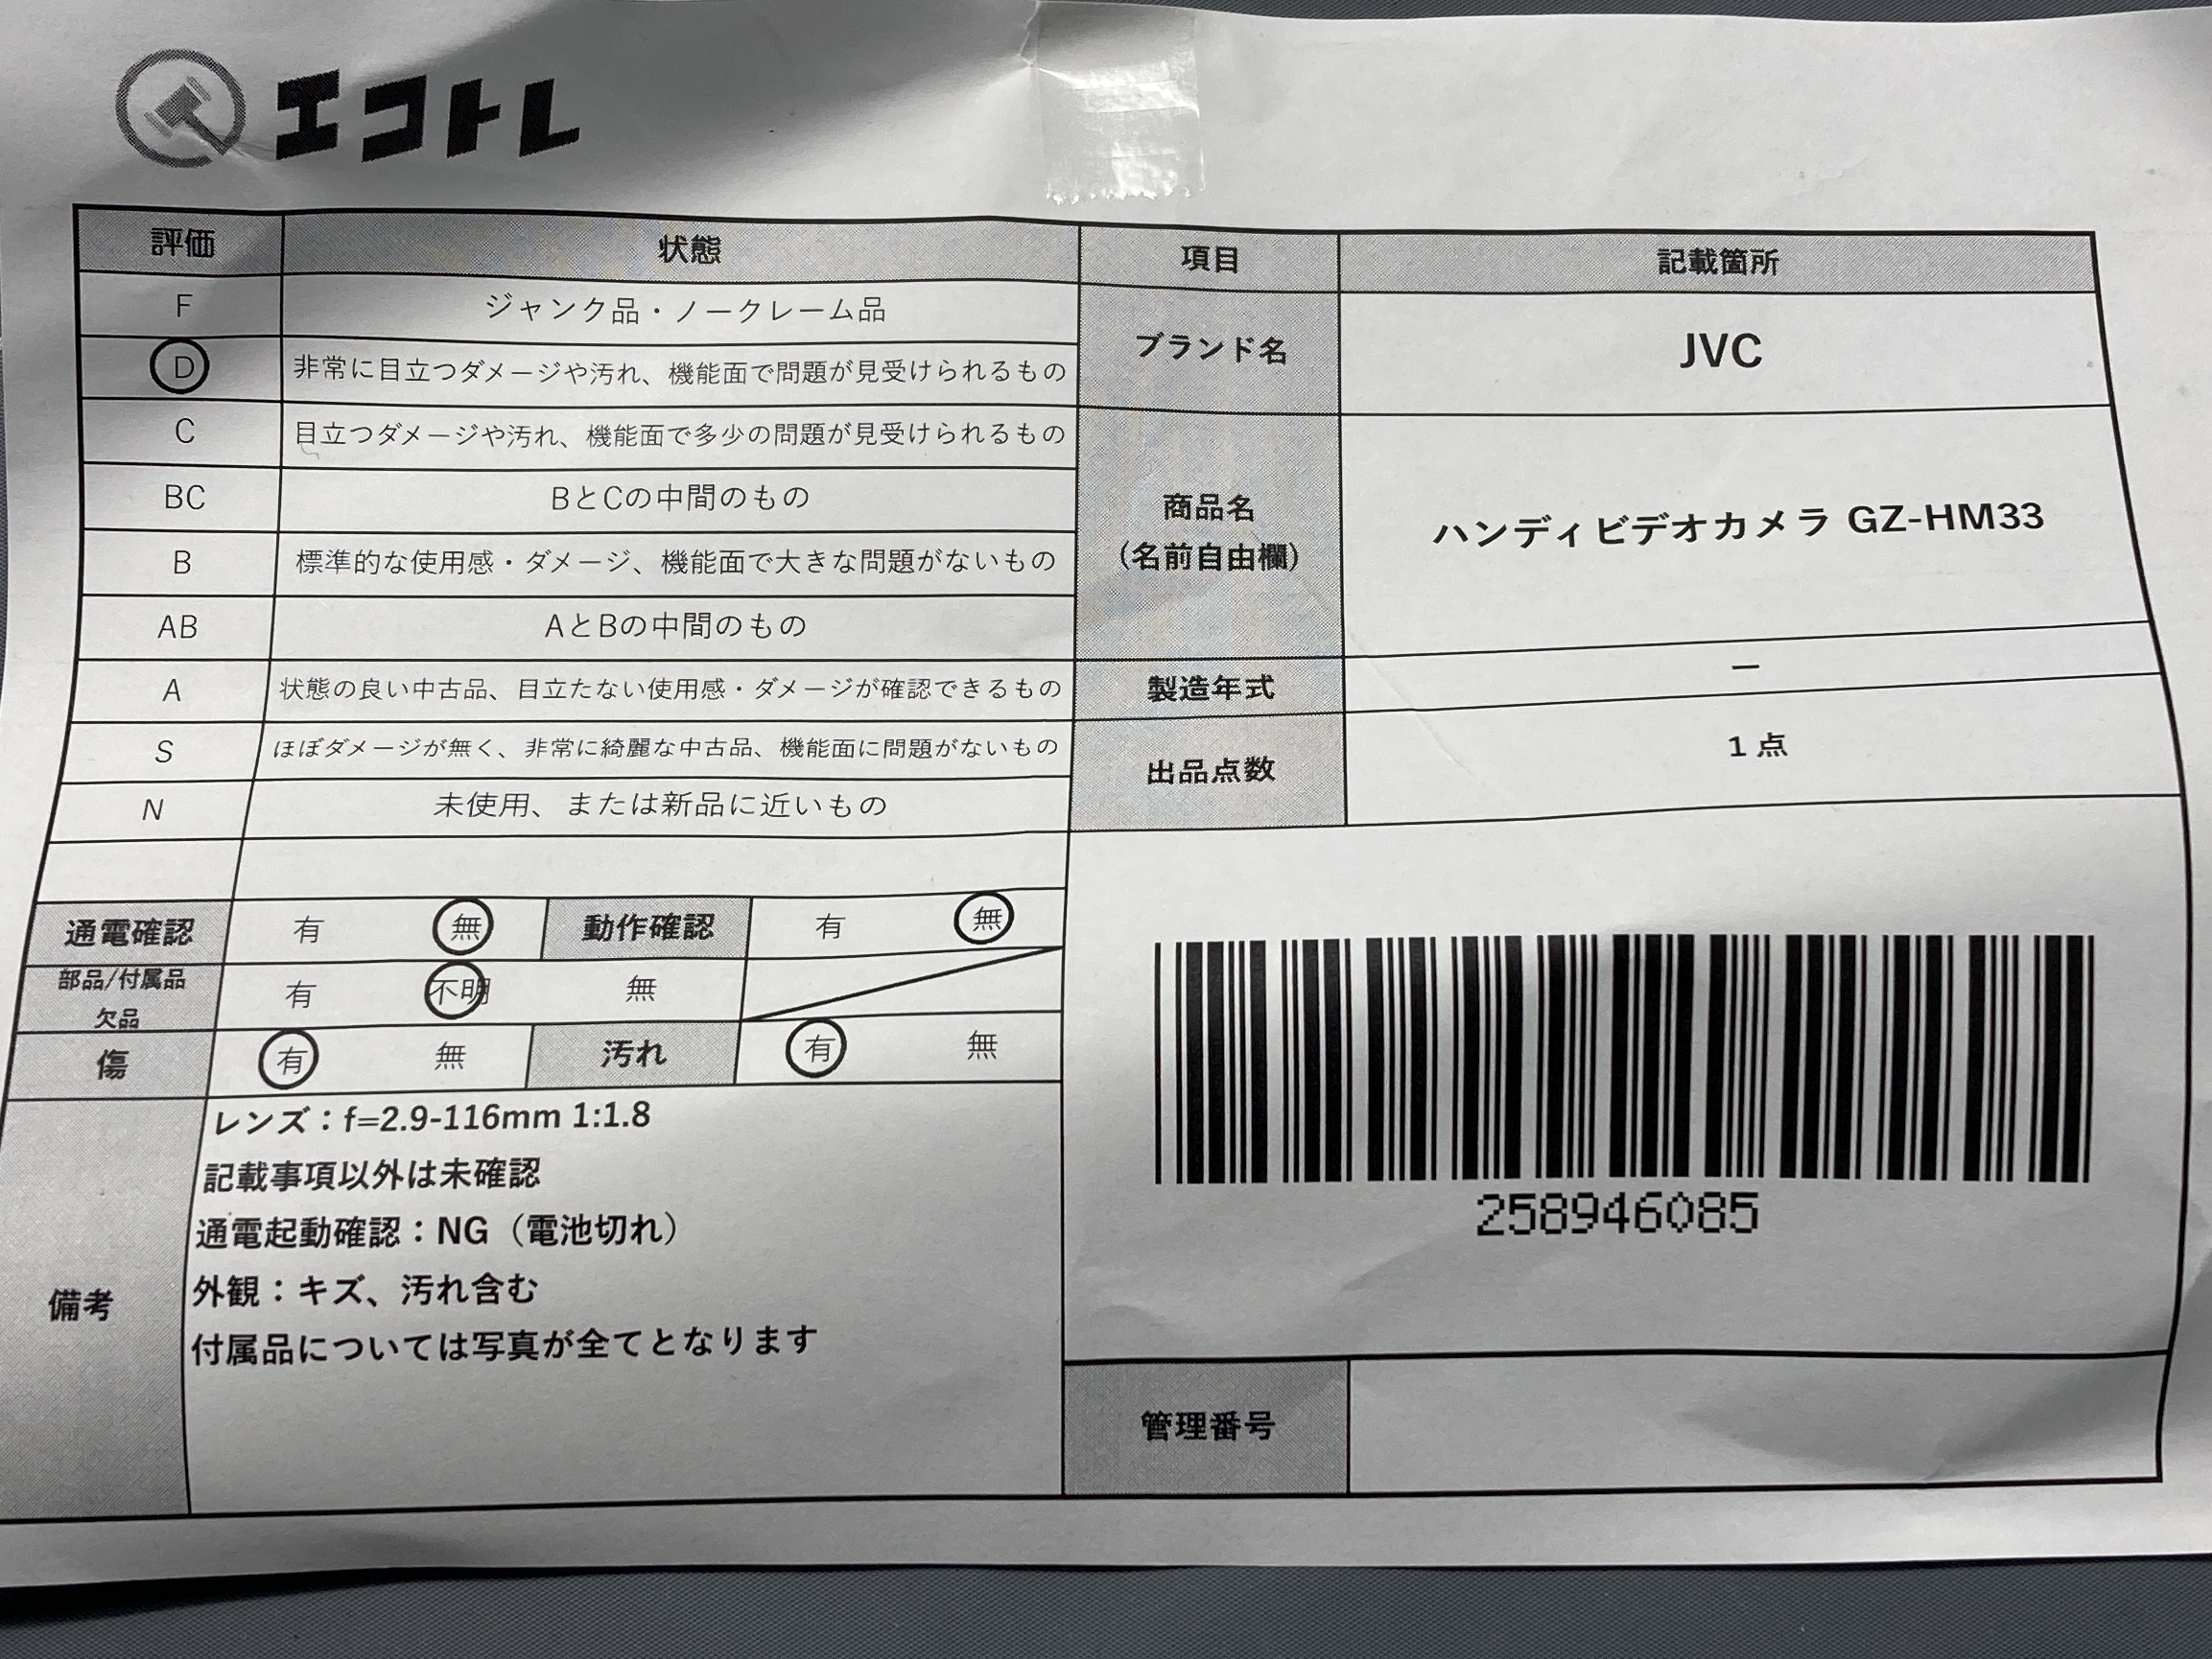 エコトレ
評価 状態
F ジャンク品・ノークレーム品
D 非常に目立つダメージや汚れ、機能面で問題が見受けられるもの
C 目立つダメージや汚れ、機能面で多少の問題が見受けられるもの
BC BとCの中間のもの
B 標準的な使用感・ダメージ、機能面で大きな問題がないもの
AB AとBの中間のもの
A 状態の良い中古品、目立たない使用感・ダメージが確認できるもの
S ほぼダメージが無く、非常に綺麗な中古品、機能面に問題がないもの
N 未使用、または新品に近いもの
通電確認 有 無 動作確認 有 無
部品/付属品
欠品
有 不明 無
傷 有 無 汚れ 有 無
備考
レンズ：f=2.9-116mm 1:1.8
記載事項以外は未確認
通電起動確認：NG（電池切れ）
外観：キズ、汚れ含む
付属品については写真が全てとなります
項目 記載箇所
ブランド名 JVC
商品名
（名前自由欄）
ハンディビデオカメラ GZ-HM33
製造年式 ー
出品点数 1 点
258946085
管理番号